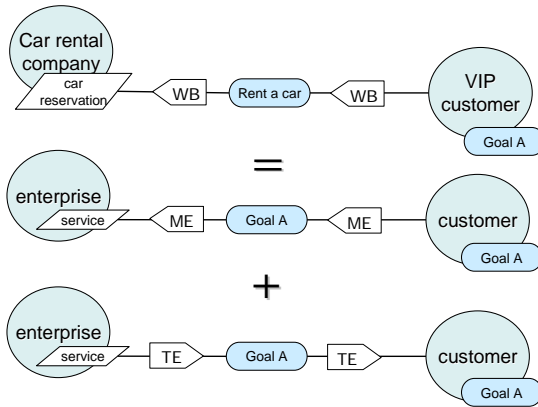 Car rental
company
car
reservation
WB
Rent a car
WB
VIP
customer
Goal A
=
enterprise
service
ME
Goal A
ME
customer
Goal A
+
enterprise
service
TE
Goal A
TE
customer
Goal A